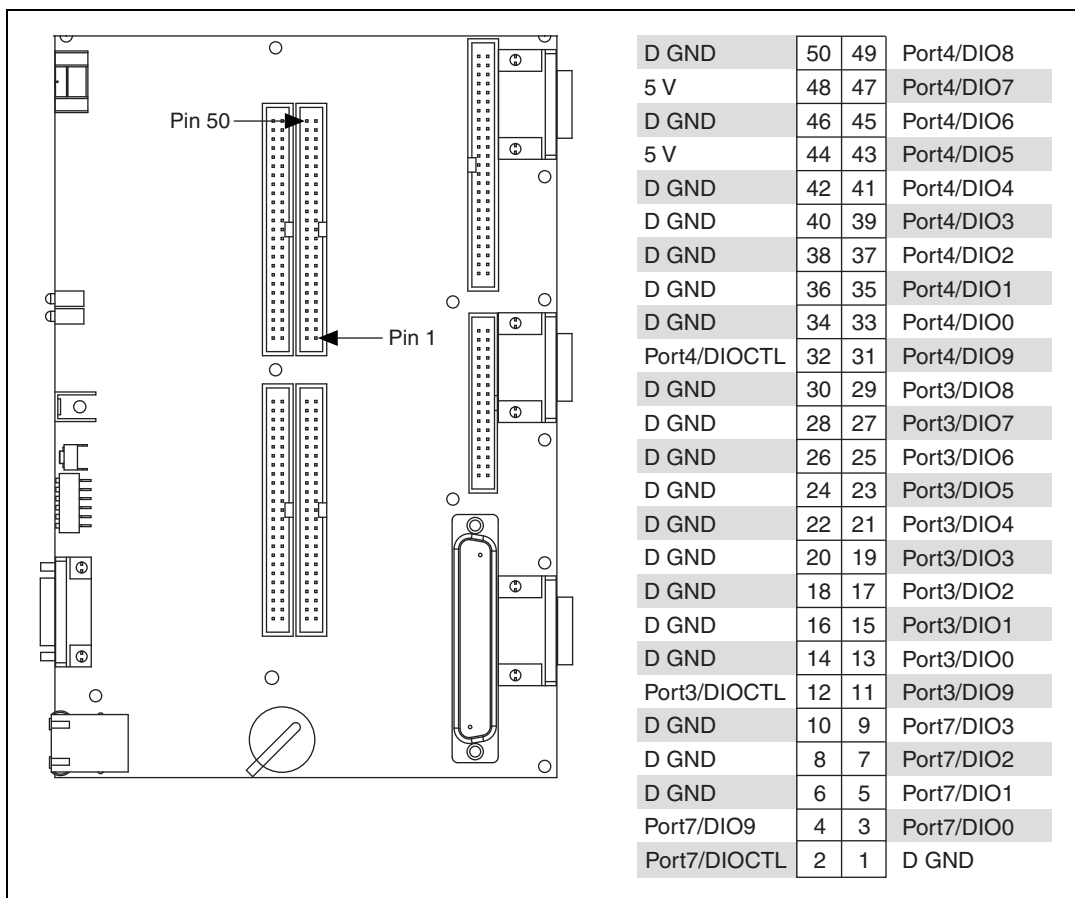 Pin 50
Pin 1
D GND 50 49 Port4/DIO8
5 V 48 47 Port4/DIO7
D GND 46 45 Port4/DIO6
5 V 44 43 Port4/DIO5
D GND 42 41 Port4/DIO4
D GND 40 39 Port4/DIO3
D GND 38 37 Port4/DIO2
D GND 36 35 Port4/DIO1
D GND 34 33 Port4/DIO0
Port4/DIOCTL 32 31 Port4/DIO9
D GND 30 29 Port3/DIO8
D GND 28 27 Port3/DIO7
D GND 26 25 Port3/DIO6
D GND 24 23 Port3/DIO5
D GND 22 21 Port3/DIO4
D GND 20 19 Port3/DIO3
D GND 18 17 Port3/DIO2
D GND 16 15 Port3/DIO1
D GND 14 13 Port3/DIO0
Port3/DIOCTL 12 11 Port3/DIO9
D GND 10 9 Port7/DIO3
D GND 8 7 Port7/DIO2
D GND 6 5 Port7/DIO1
Port7/DIO9 4 3 Port7/DIO0
Port7/DIOCTL 2 1 D GND